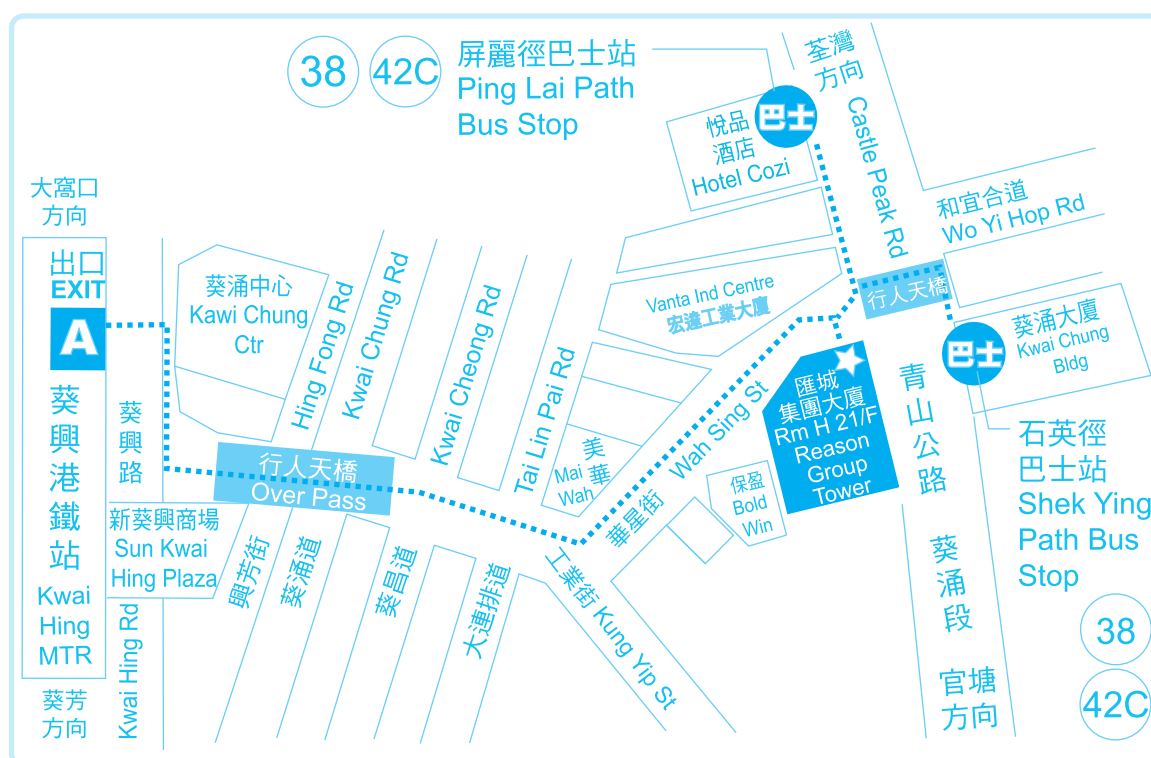 38
42C
屏麗徑巴士站
Ping Lai Path
Bus Stop
荃灣
方向
Castle Peak Rd
巴士
悅品
酒店
Hotel Cozi
和宜合道
Wo Yi Hop Rd
大窩口
方向
出口
EXIT
A
葵興港鐵站
Kwai
Hing
MTR
葵芳
方向
葵興路
Kwai Hing Rd
葵涌中心
Kawi Chung
Ctr
Hing Fong Rd
Kwai Chung Rd
Kwai Cheong Rd
Tai Lin Pai Rd
Vanta Ind Centre
宏達工業大廈
行人天橋
葵涌大廈
Kwai Chung
Bldg
巴士
匯城
集團大廈
Rm H 21/F
Reason
Group
Tower
青山公路
葵涌段
官塘
方向
石英徑
巴士站
Shek Ying
Path Bus
Stop
38
42C
行人天橋
Over Pass
美華
Mai
Wah
Wah Sing St
華星街
保盈
Bold
Win
新葵興商場
Sun Kwai
Hing Plaza
興芳街
葵涌道
葵昌道
大連排道
工業街 Kung Yip St